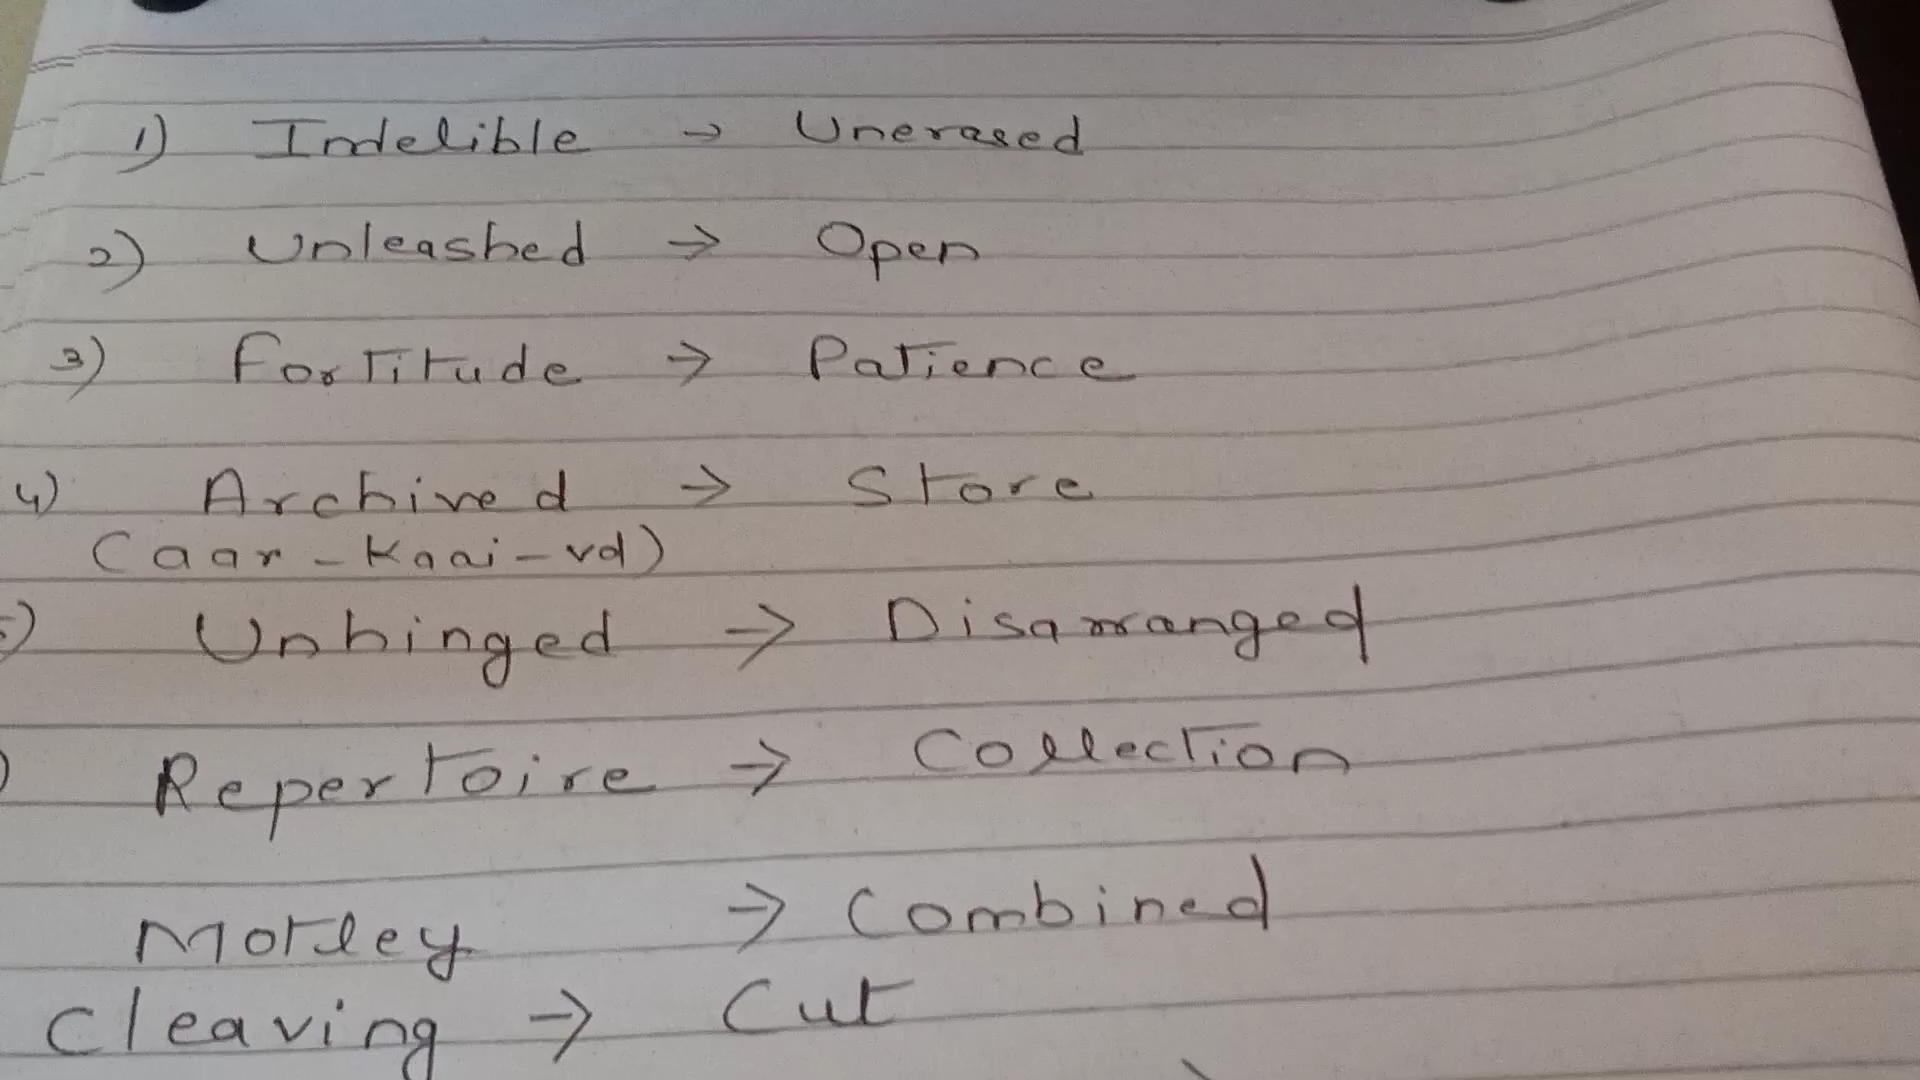 1) Indelible → Unerased
2) Unleashed → Open
3) Fortitude → Patience
4) Archived → Store
(aar-Kaai-vd)
5) Unhinged → Disarranged
) Repertoire → Collection
Motley → Combined
Cleaving → Cut